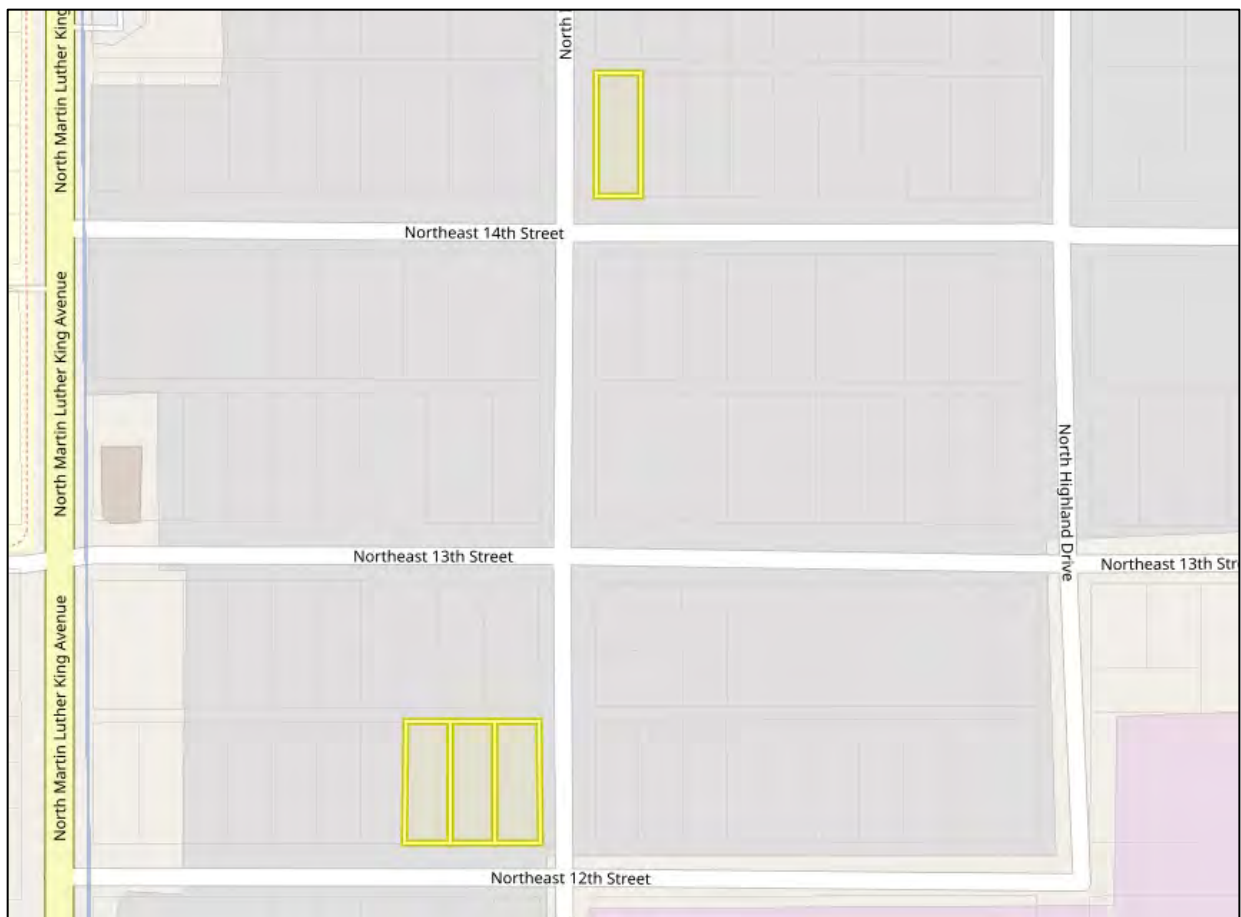 North Martin Luther King
North
Northeast 14th Street
North Martin Luther King Avenue
North Highland Drive
Northeast 13th Street
Northeast 13th Str
North Martin Luther King Avenue
Northeast 12th Street